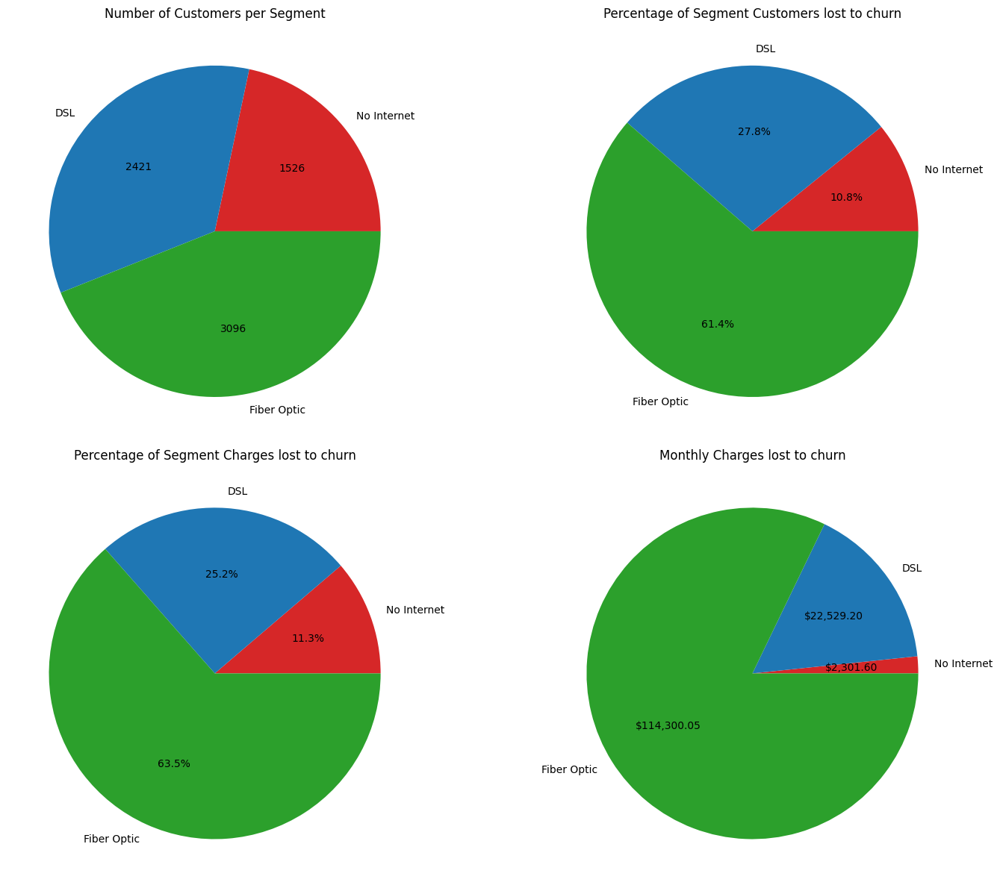 Number of Customers per Segment
DSL
No Internet
2421
1526
3096
Fiber Optic
Percentage of Segment Customers lost to churn
DSL
27.8%
No Internet
10.8%
61.4%
Fiber Optic
Percentage of Segment Charges lost to churn
DSL
25.2%
No Internet
11.3%
63.5%
Fiber Optic
Monthly Charges lost to churn
DSL
$22,529.20
No Internet
$2,301.60
$114,300.05
Fiber Optic